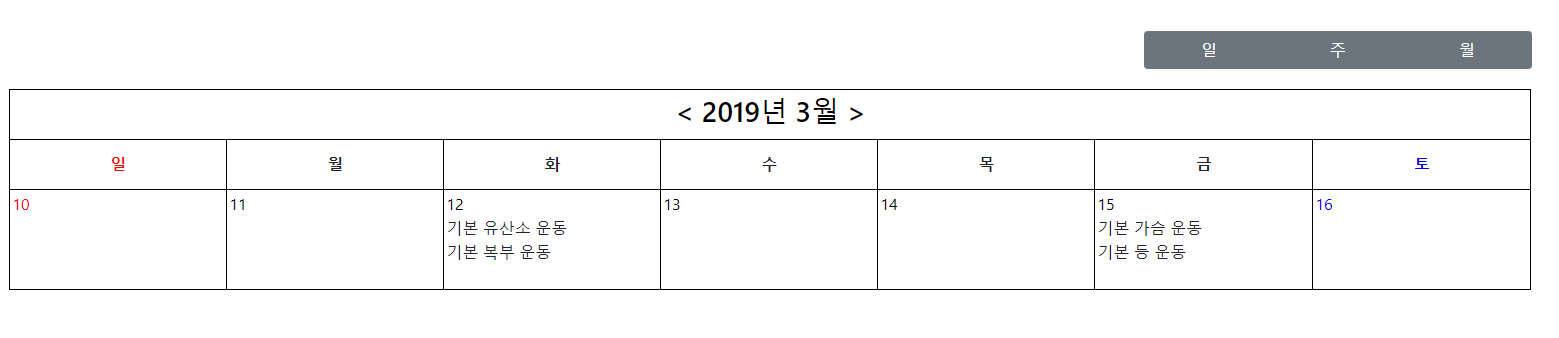 일 주 월
< 2019년 3월 >
일 월 화 수 목 금 토
10 11 12 13 14 15 16
기본 유산소 운동 기본 가슴 운동
기본 복부 운동 기본 등 운동